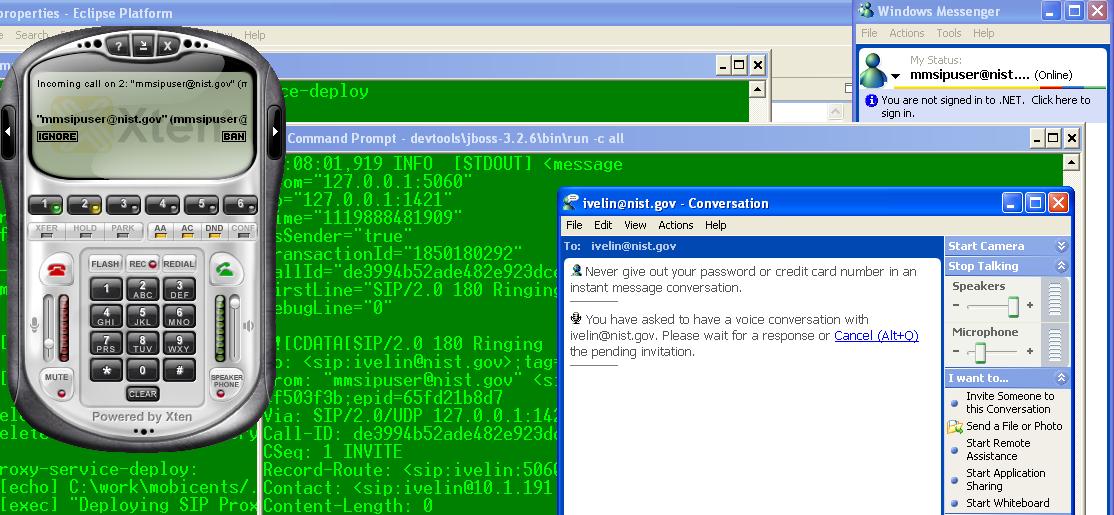 properties - Eclipse Platform
Search
Help
ce-deploy
? X
Incoming call on 2: "mmsipuser@nist.gov" (m
Xten
"mmsipuser@nist.gov" (mmsipuser@
IGNORE BAN
1 2 3 4 5 6
XFER HOLD PARK AA AC DND CONF
FLASH REC REDIAL
1 2 ABC 3 DEF
4 GHI 5 JKL 6 MNO
7 PRS 8 TUV 9 WXY
* 0 #
MUTE CLEAR SPEAKER PHONE
Powered by Xten
roxy-service-deploy:
[echo] C:\work\mobicents/.
[exec] "Deploying SIP Prox
Command Prompt - devtools\jboss-3.2.6\bin\run -c all
:08:01,919 INFO [STDOUT] <message
om="127.0.0.1:5060"
="127.0.0.1:1421"
ime="1119888481909"
sSender="true"
ransactionId="1850180292"
allId="de3994b52ade482e923dce
irstLine="SIP/2.0 180 Ringing
ebugLine="0"
![CDATA[SIP/2.0 180 Ringing
: <sip:ivelin@nist.gov>;tag=
rom: "mmsipuser@nist.gov" <s
f503f3b;epid=65fd21b8d7
Via: SIP/2.0/UDP 127.0.0.1:142
Call-ID: de3994b52ade482e923d
CSeq: 1 INVITE
Record-Route: <sip:ivelin:5060
Contact: <sip:ivelin@10.1.191
Content-Length: 0
Windows Messenger
File Actions Tools Help
My Status:
mmsipuser@nist.... (Online)
You are not signed in to .NET. Click here to
sign in.
ivelin@nist.gov - Conversation
File Edit View Actions Help
To: ivelin@nist.gov
Never give out your password or credit card number in an
instant message conversation.
You have asked to have a voice conversation with
ivelin@nist.gov. Please wait for a response or Cancel (Alt+Q)
the pending invitation.
Start Camera
Stop Talking
Speakers
- +
Microphone
- +
I want to...
Invite Someone to
this Conversation
Send a File or Photo
Start Remote
Assistance
Start Application
Sharing
Start Whiteboard